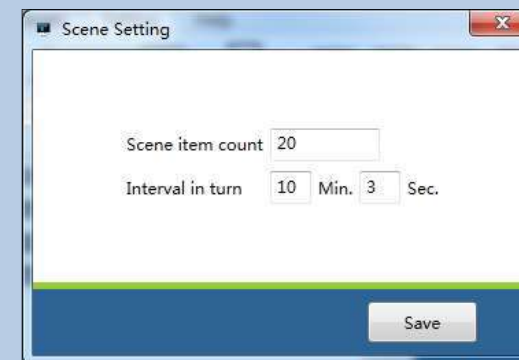 Scene Setting
Scene item count 20
Interval in turn 10 Min. 3 Sec.
Save